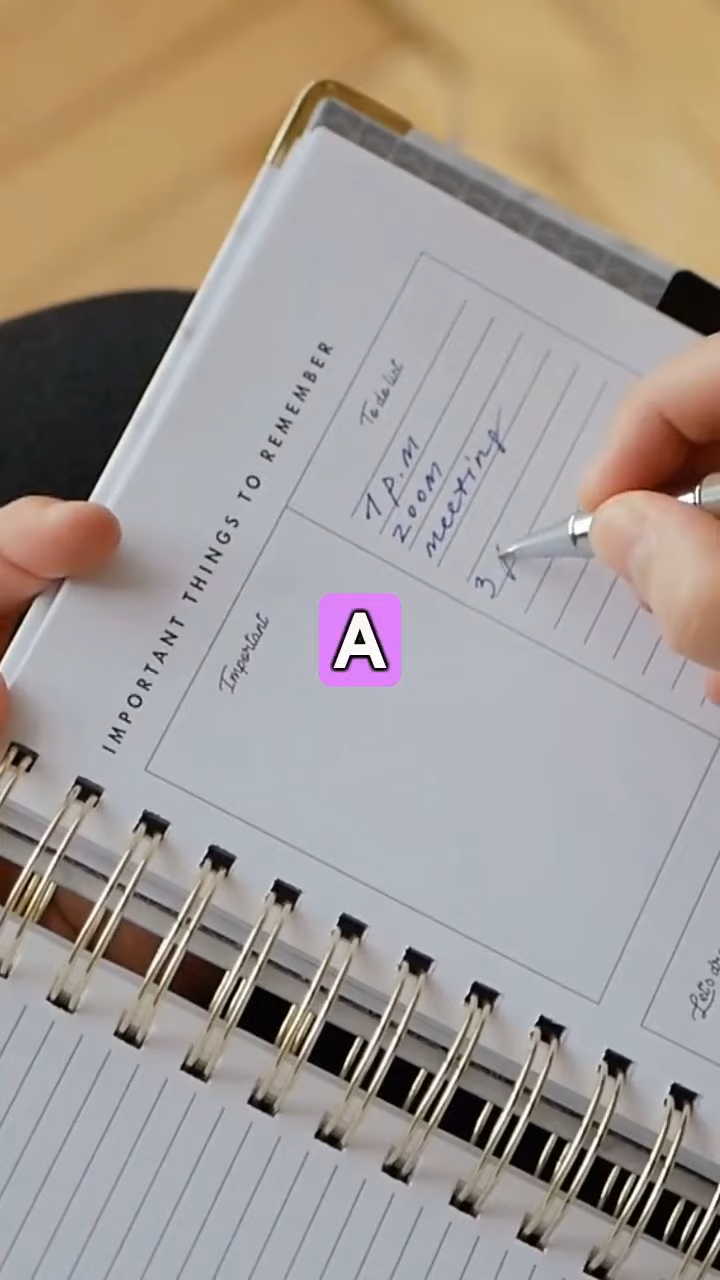 IMPORTANT THINGS TO REMEMBER
To do list
1 P.M
ZOOM
meeting
3 p
Important
A